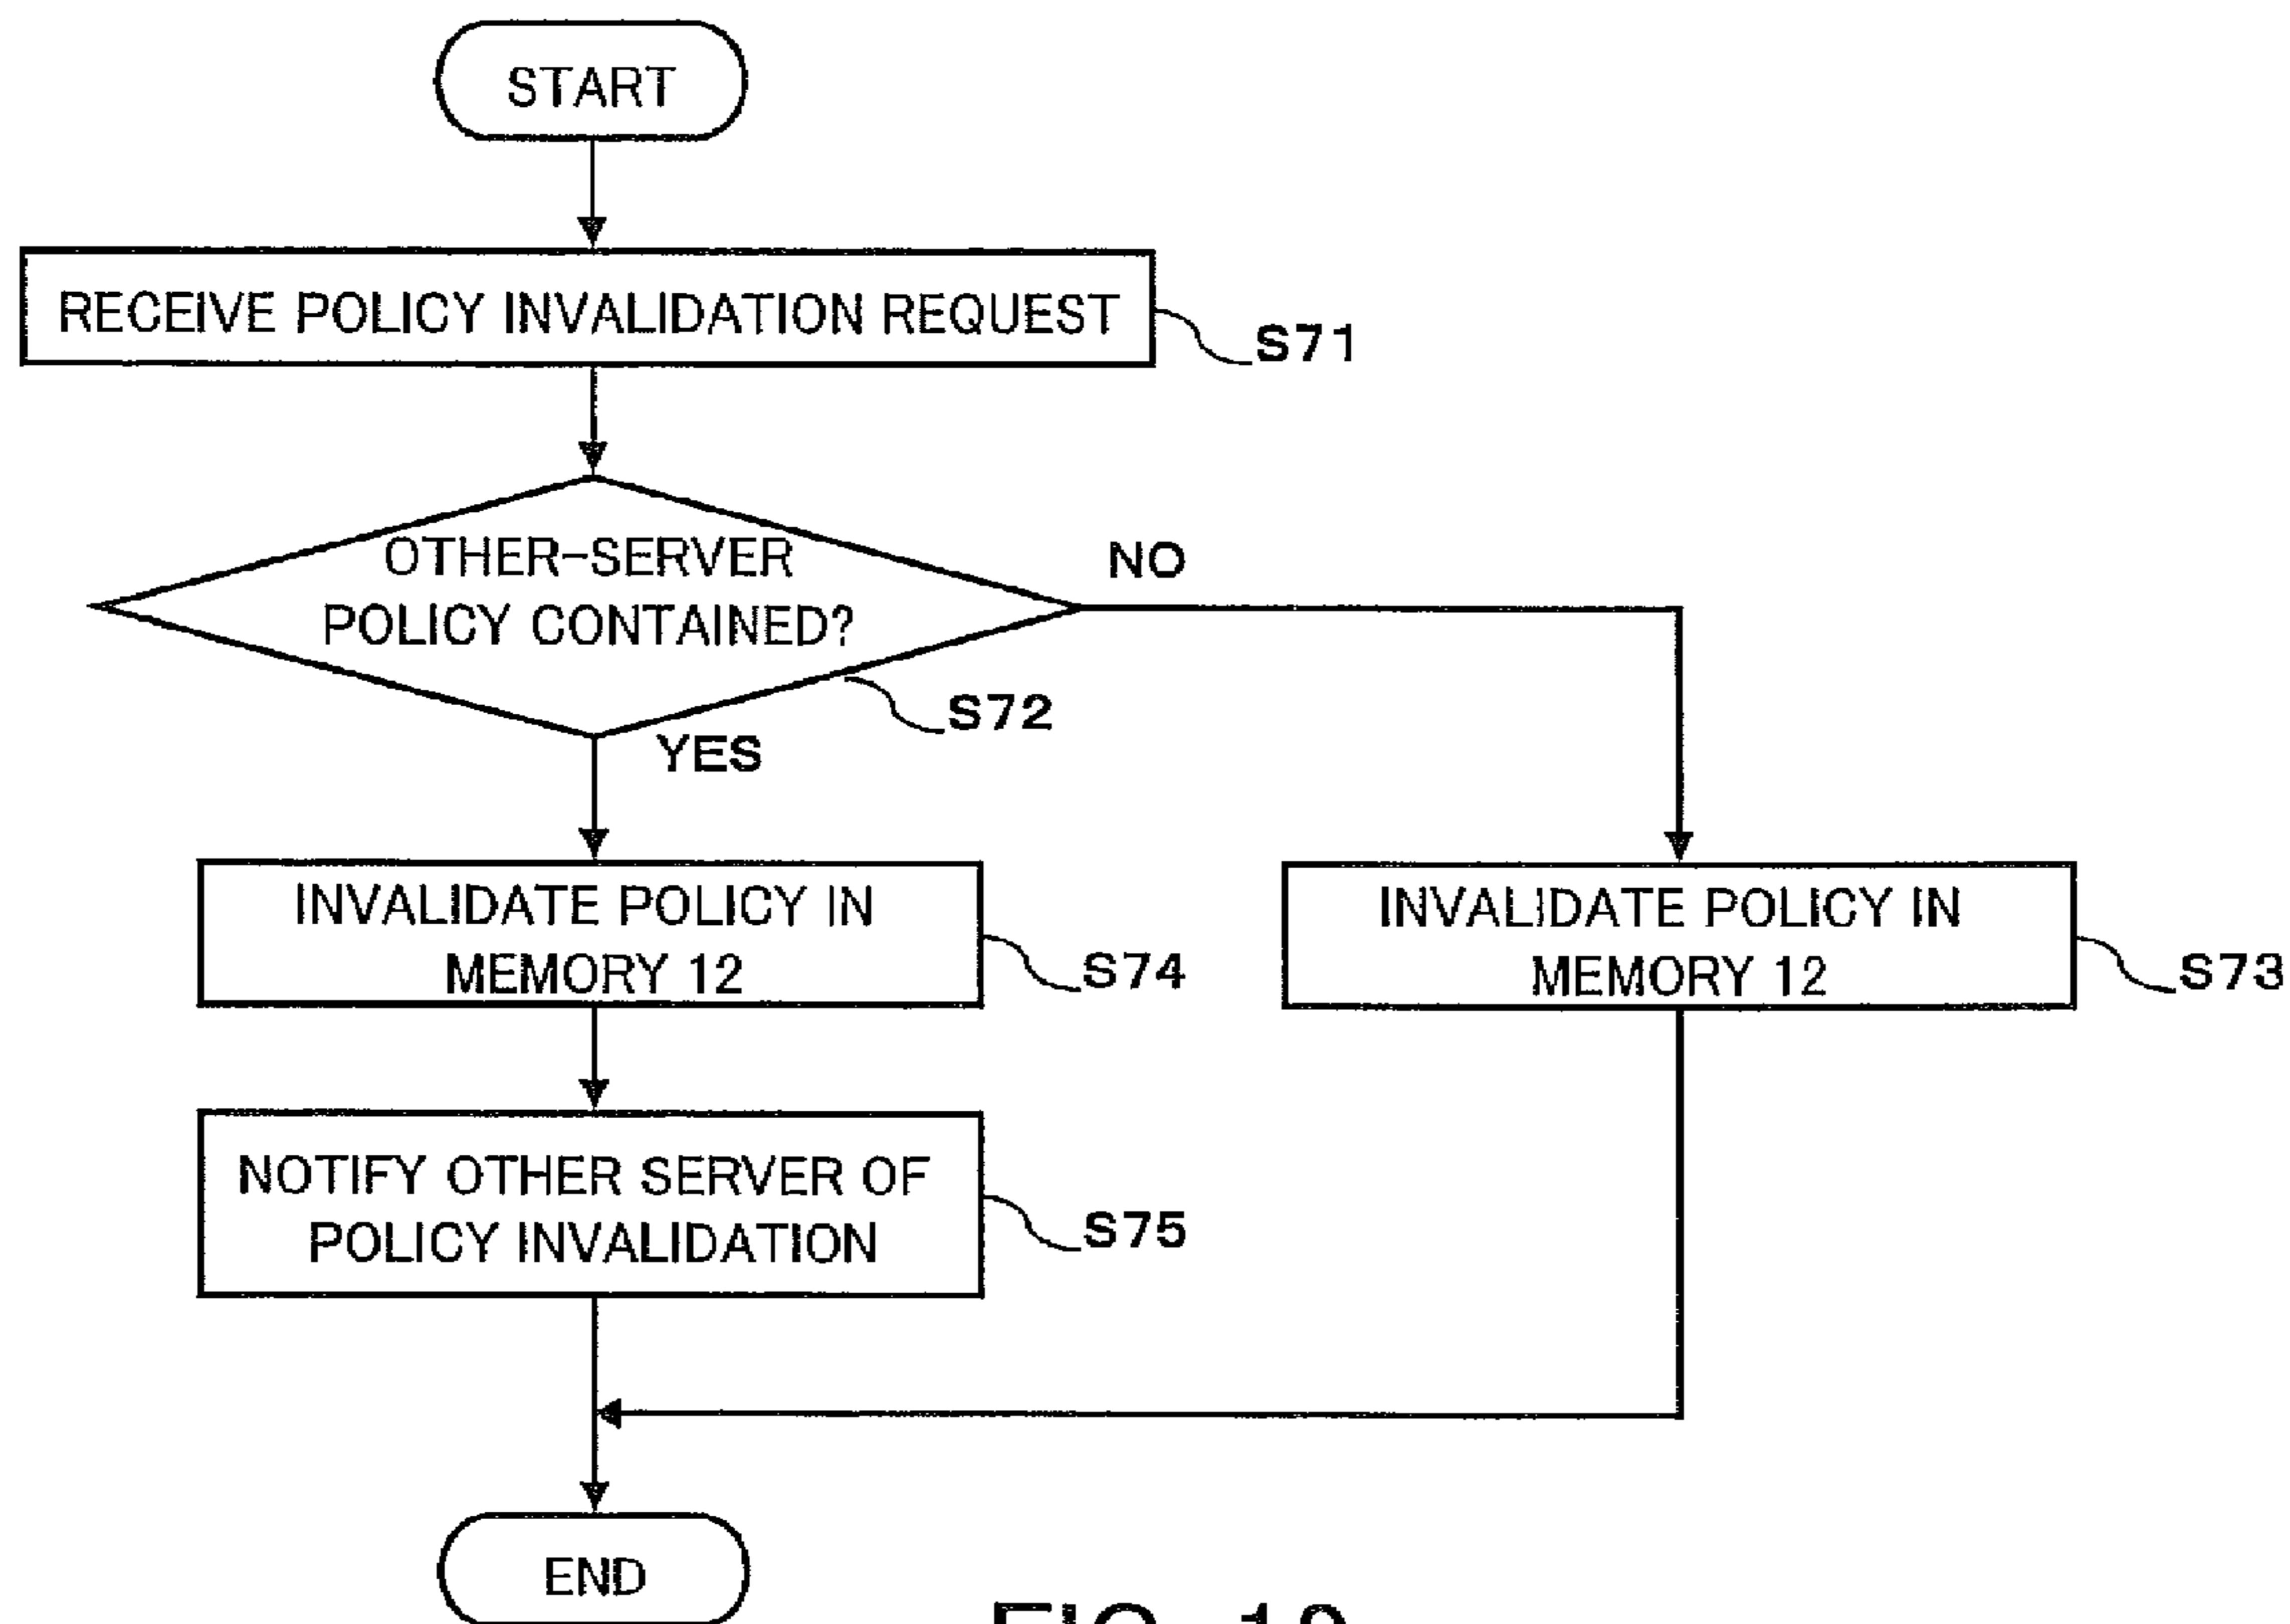 START
RECEIVE POLICY INVALIDATION REQUEST
S71
OTHER-SERVER
POLICY CONTAINED?
NO
S72
YES
INVALIDATE POLICY IN
MEMORY 12
S74
INVALIDATE POLICY IN
MEMORY 12
S73
NOTIFY OTHER SERVER OF
POLICY INVALIDATION
S75
END